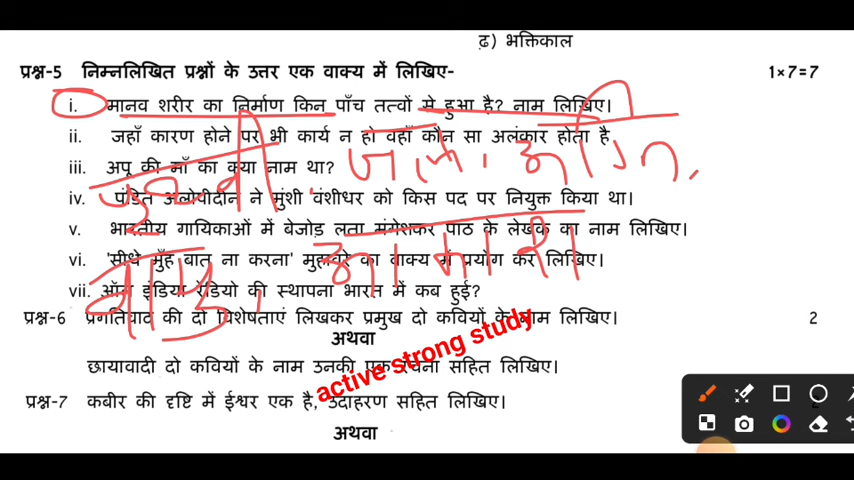 ढ़) भक्तिकाल
प्रश्न-5 निम्नलिखित प्रश्नों के उत्तर एक वाक्य में लिखिए- 1×7=7
i. मानव शरीर का निर्माण किन पाँच तत्वों से हुआ है? नाम लिखिए।
ii. जहाँ कारण होने पर भी कार्य न हो वहाँ कौन सा अलंकार होता है,
iii. अपू की माँ का क्या नाम था?
जल, अग्नि,
पृथ्वी,
iv. पंडित अलोपीदीन ने मुंशी वंशीधर को किस पद पर नियुक्त किया था।
v. भारतीय गायिकाओं में बेजोड़ लता मंगेशकर पाठ के लेखक का नाम लिखिए।
vi. 'सीधे मुँह बात ना करना' मुहावरे का वाक्य में प्रयोग कर लिखिए।
वायु, आकाश
vii. ऑल इंडिया रेडियो की स्थापना भारत में कब हुई?
प्रश्न-6 प्रगतिवाद की दो विशेषताएं लिखकर प्रमुख दो कवियों के नाम लिखिए। 2
अथवा
active strong study
छायावादी दो कवियों के नाम उनकी एक रचना सहित लिखिए।
प्रश्न-7 कबीर की दृष्टि में ईश्वर एक है, उदाहरण सहित लिखिए।
अथवा